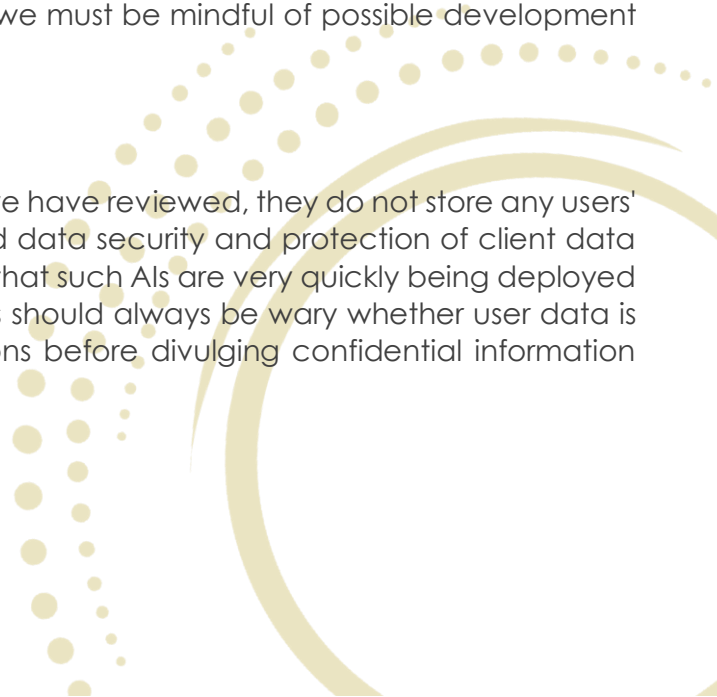 we must be mindful of possible development
e have reviewed, they do not store any users'
d data security and protection of client data
hat such AIs are very quickly being deployed
s should always be wary whether user data is
ns before divulging confidential information